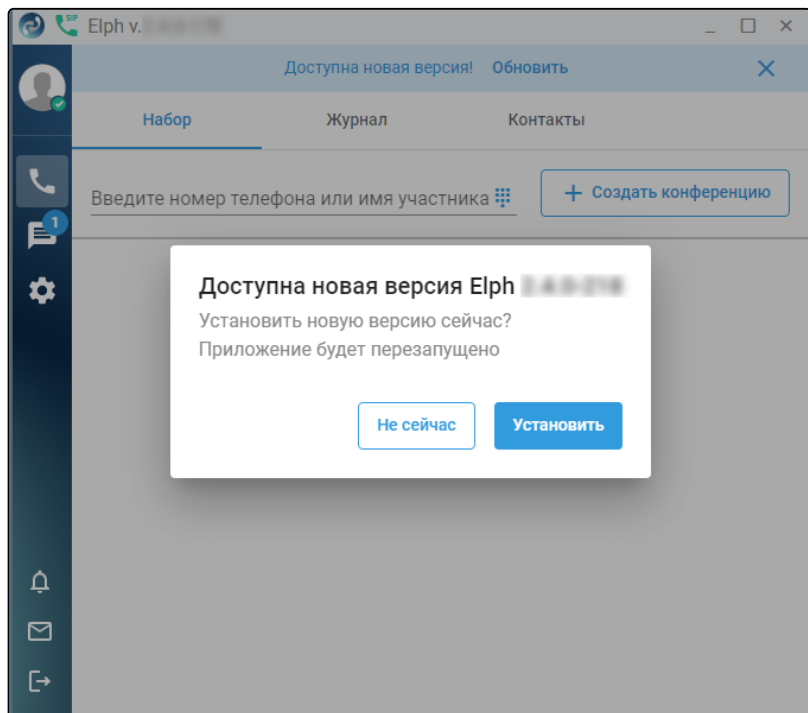 SIP
Elph v.
Доступна новая версия! Обновить
Набор Журнал Контакты
Введите номер телефона или имя участника
+ Создать конференцию
1
Доступна новая версия Elph
Установить новую версию сейчас?
Приложение будет перезапущено
Не сейчас Установить